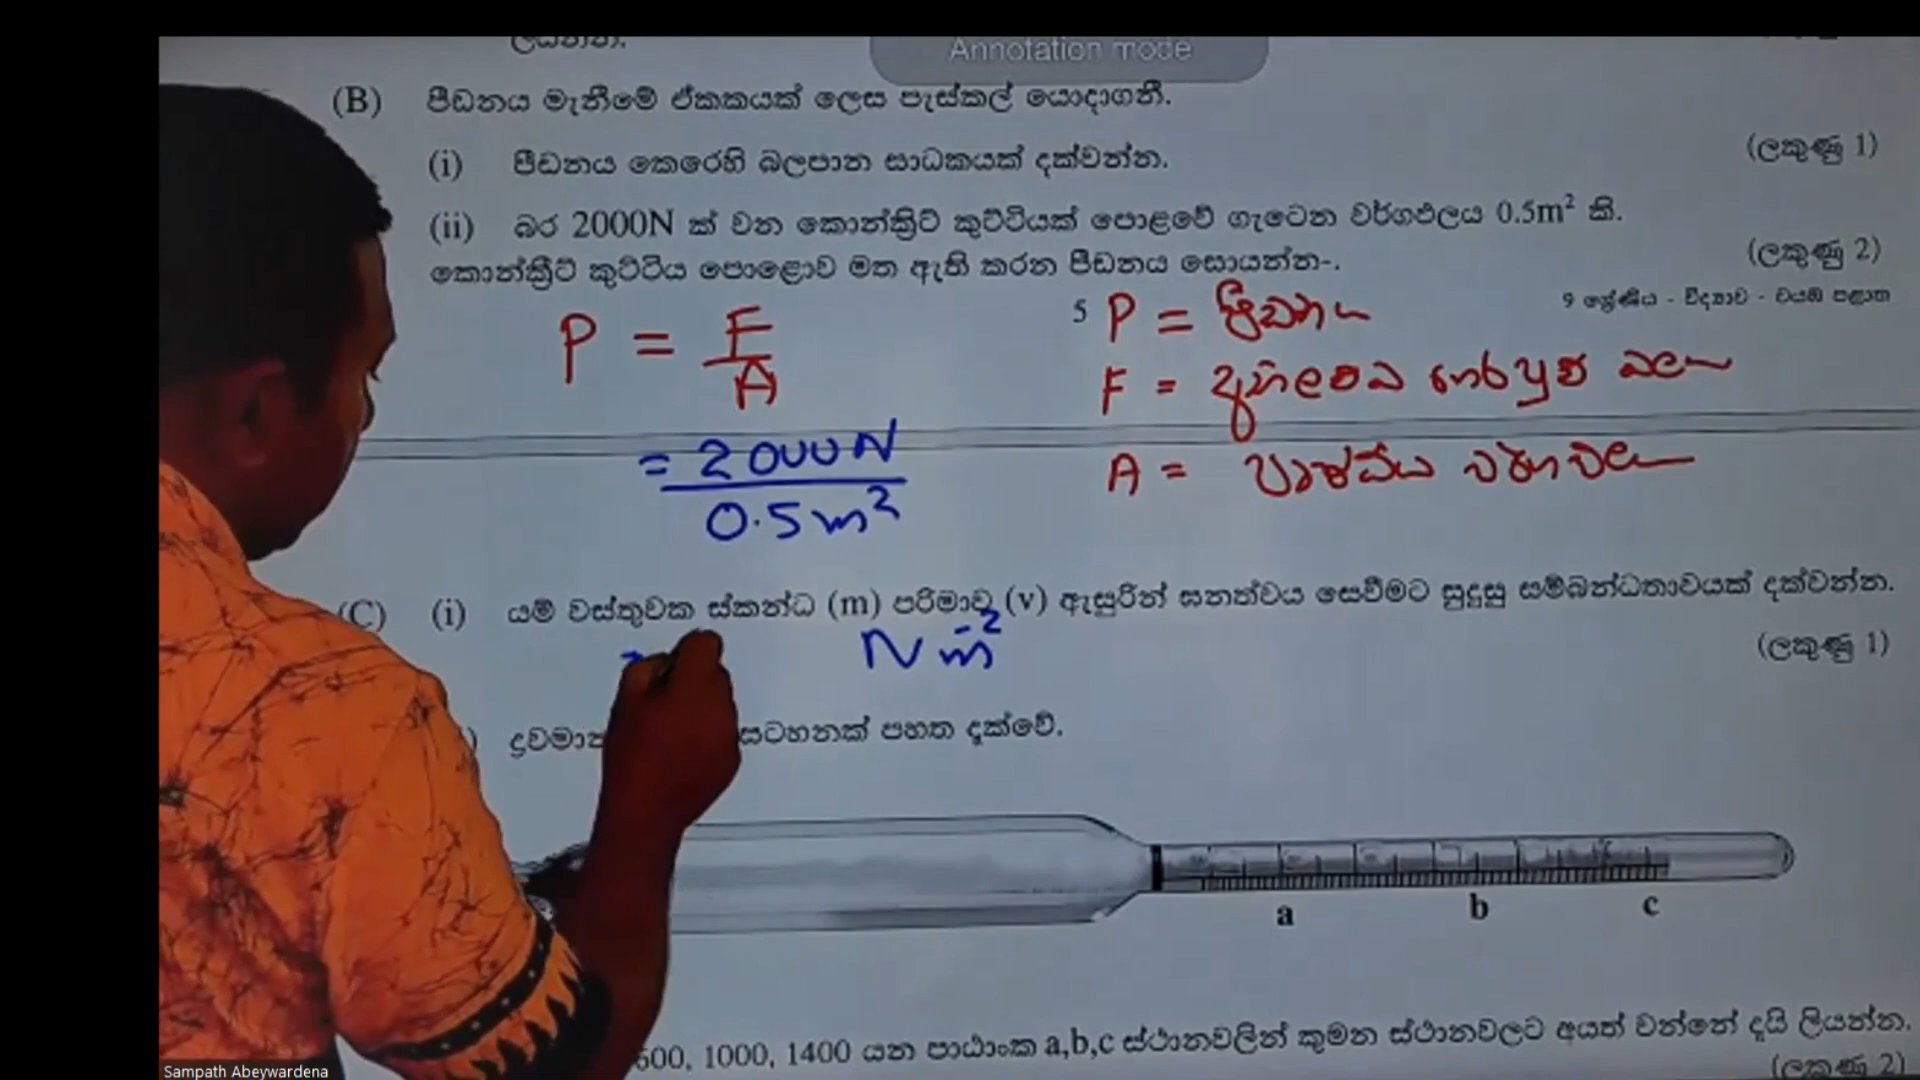 Annotation mode
(B) පීඩනය මැනීමේ ඒකකයක් ලෙස පැස්කල් යොදාගනී.
(i) පීඩනය කෙරෙහි බලපාන සාධකයක් දක්වන්න. (ලකුණු 1)
(ii) බර 2000N ක් වන කොන්ක්‍රිට් කුට්ටියක් පොළවේ ගැටෙන වර්ගඵලය 0.5m² කි.
කොන්ක්‍රීට් කුට්ටිය පොළොව මත ඇති කරන පීඩනය සොයන්න-. (ලකුණු 2)
5 9 ශ්‍රේණිය - විද්‍යාව - වයඹ පළාත
P = F/A
P = පීඩනය
F = අභිලම්බ තෙරපුම් බලය
A = පෘෂ්ඨීය වර්ගඵලය
= 2000N / 0.5m²
(C) (i) යම් වස්තුවක ස්කන්ධ (m) පරිමාව (v) ඇසුරින් ඝනත්වය සෙවීමට සුදුසු සම්බන්ධතාවයක් දක්වන්න.
(ලකුණු 1)
= Nm⁻²
සටහනක් පහත දැක්වේ.
a b c
600, 1000, 1400 යන පාඨාංක a,b,c ස්ථානවලින් කුමන ස්ථානවලට අයත් වන්නේ දැයි ලියන්න.
(ලකුණු 2)
Sampath Abeywardena